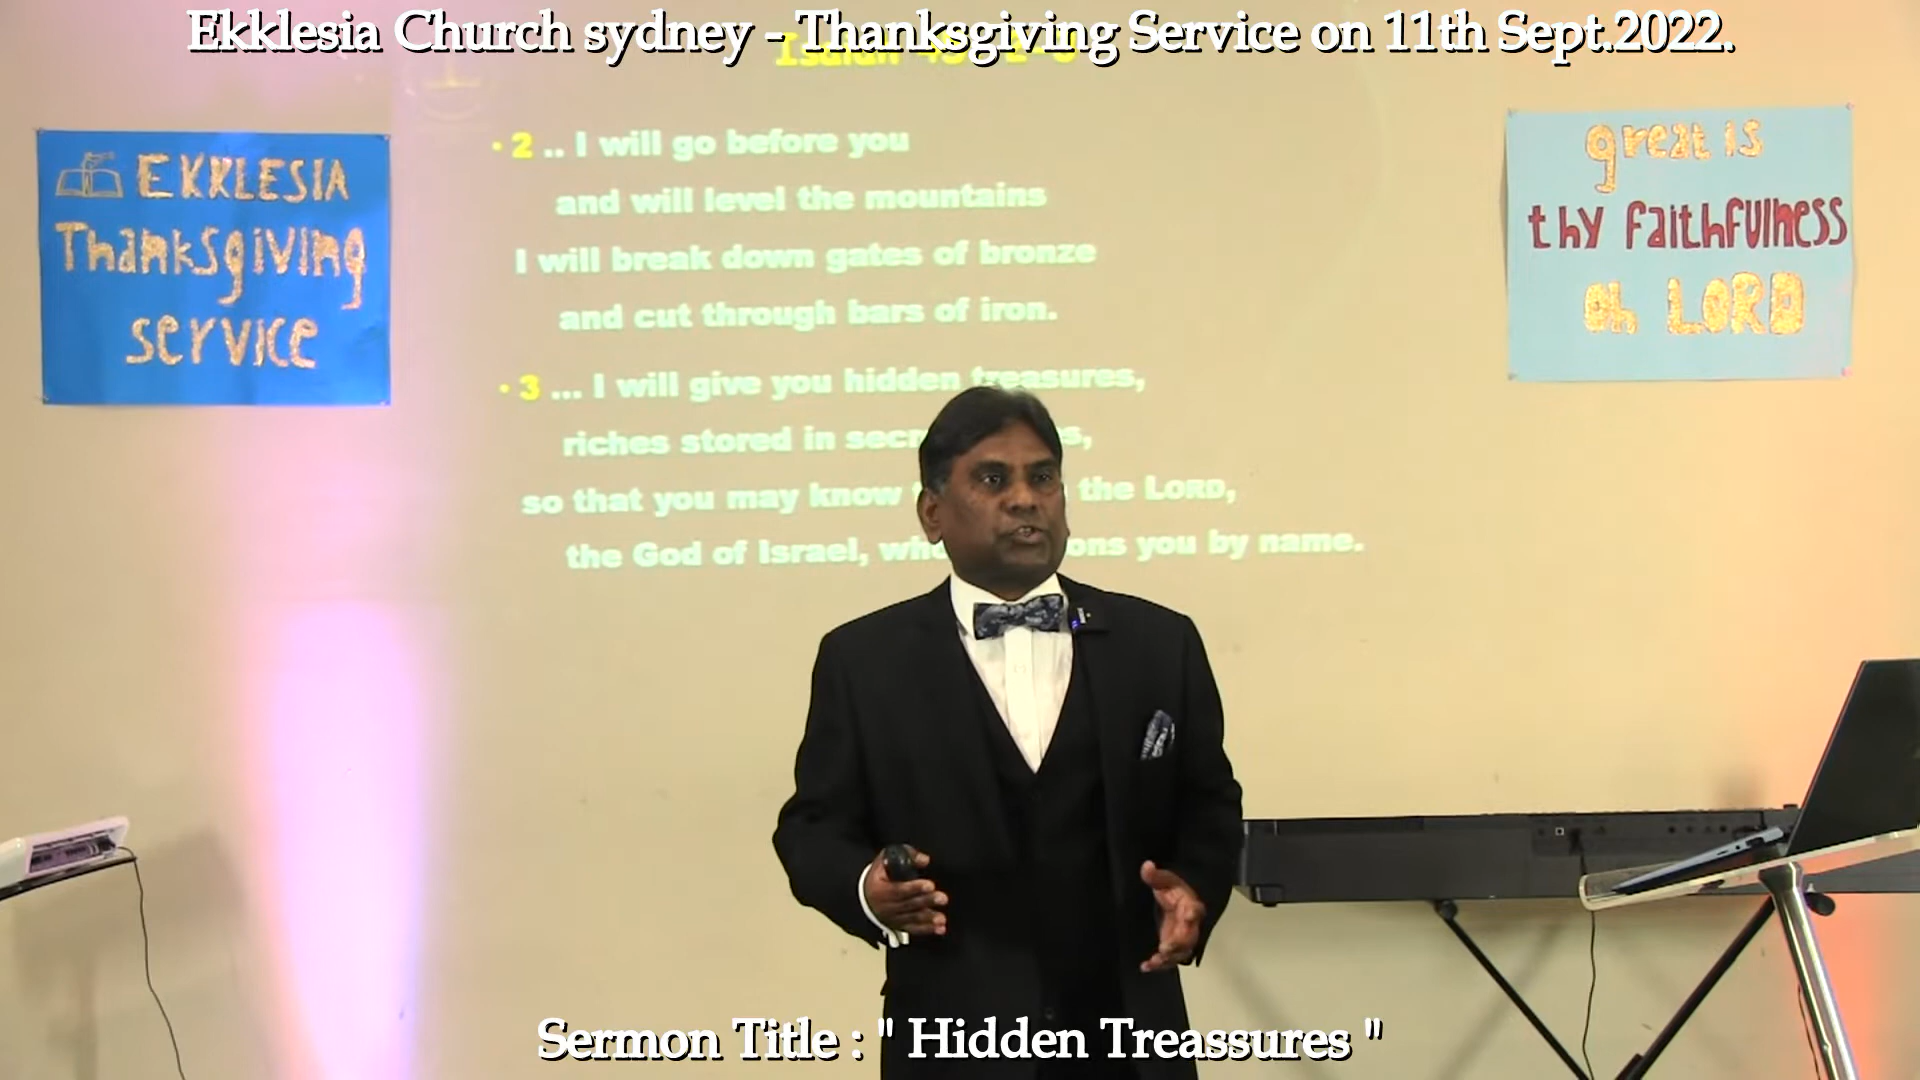 Ekklesia Church sydney - Thanksgiving Service on 11th Sept.2022.
Isaiah
EKKLESIA
Thanksgiving
service
• 2 .. I will go before you
and will level the mountains
I will break down gates of bronze
and cut through bars of iron.
• 3 ... I will give you hidden treasures,
riches stored in
so that you may know the LORD,
the God of Israel, you by name.
great is
thy faithfulness
oh LORD
Sermon Title : " Hidden Treassures "